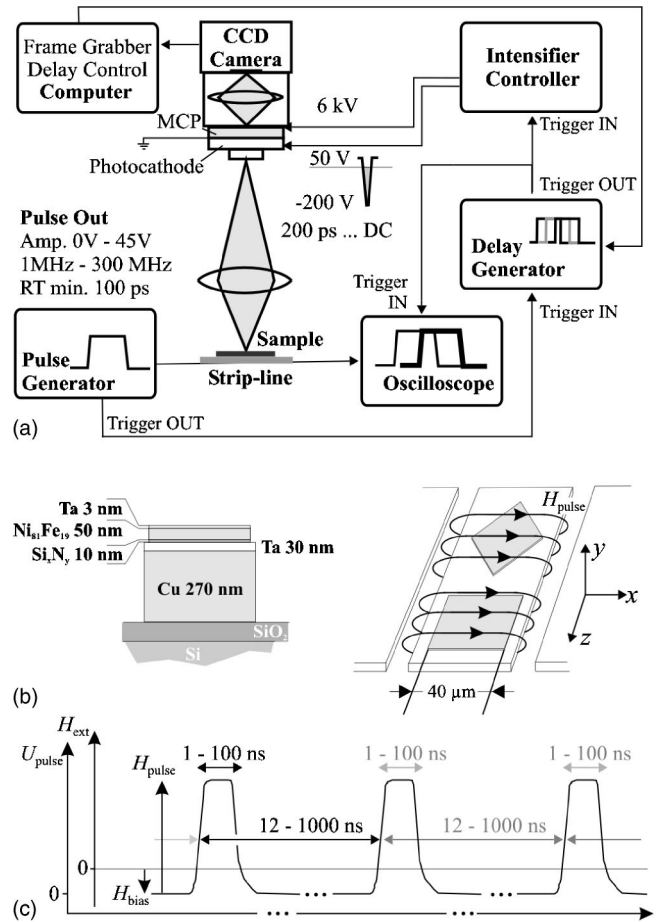 Frame Grabber
Delay Control
Computer
CCD
Camera
Intensifier
Controller
6 kV
MCP
Photocathode
Trigger IN
50 V
-200 V
200 ps ... DC
Trigger OUT
Delay
Generator
Pulse Out
Amp. 0V - 45V
1MHz - 300 MHz
RT min. 100 ps
Trigger
IN
Trigger IN
Sample
Strip-line
Pulse
Generator
Oscilloscope
Trigger OUT
(a)
Ta 3 nm
Ni81Fe19 50 nm
SixNy 10 nm
Ta 30 nm
Cu 270 nm
SiO2
Si
Hpulse
y
x
z
40 µm
(b)
Hext
Upulse
Hpulse
1 - 100 ns
1 - 100 ns
1 - 100 ns
12 - 1000 ns
12 - 1000 ns
0
0
Hbias
(c)